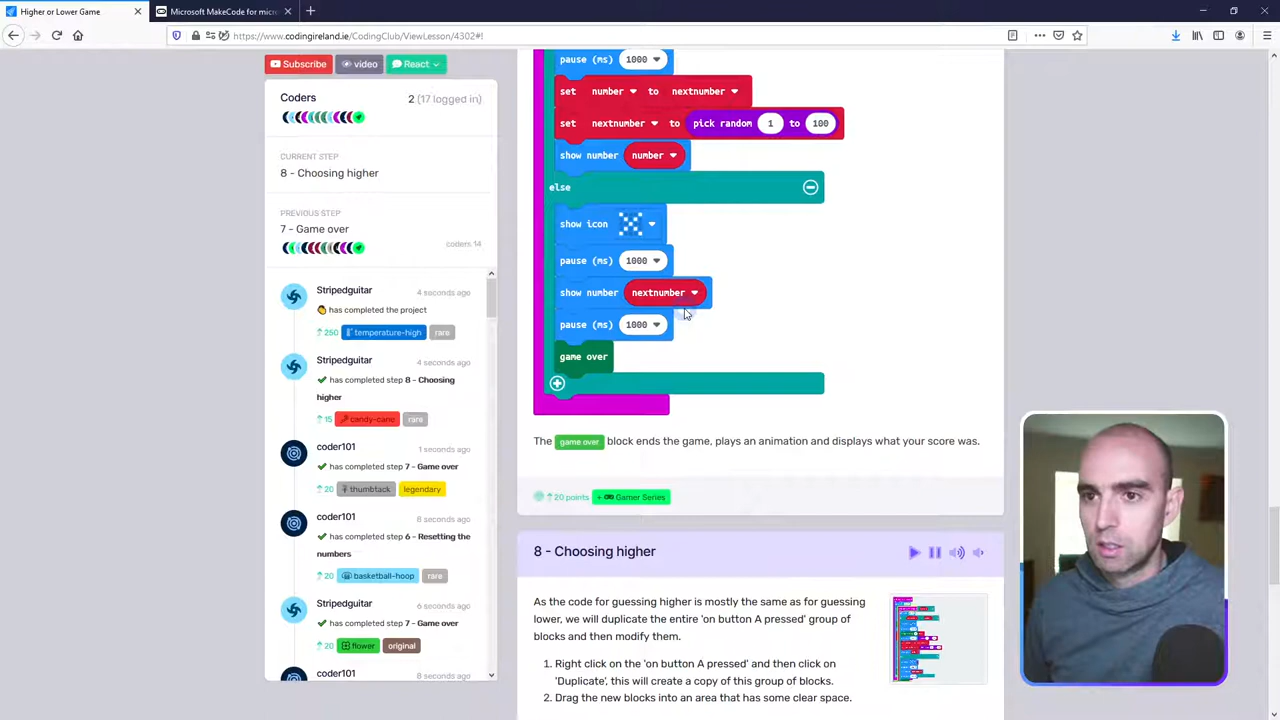 Higher or Lower Game
Microsoft MakeCode for micr
https://www.codingireland.ie/CodingClub/ViewLesson/4302#!
Subscribe
video
React
Coders
2 (17 logged in)
CURRENT STEP
8 - Choosing higher
PREVIOUS STEP
7 - Game over
coders 14
Stripedguitar
4 seconds ago
has completed the project
250
temperature-high
rare
Stripedguitar
4 seconds ago
has completed step 8 - Choosing
higher
15
candy-cane
rare
coder101
1 seconds ago
has completed step 7 - Game over
20
thumbtack
legendary
coder101
8 seconds ago
has completed step 6 - Resetting the
numbers
20
basketball-hoop
rare
Stripedguitar
6 seconds ago
has completed step 7 - Game over
20
flower
original
coder101
8 seconds ago
pause (ms) 1000
set number to nextnumber
set nextnumber to pick random 1 to 100
show number number
else
show icon
pause (ms) 1000
show number nextnumber
pause (ms) 1000
game over
The game over block ends the game, plays an animation and displays what your score was.
20 points
+ Gamer Series
8 - Choosing higher
As the code for guessing higher is mostly the same as for guessing
lower, we will duplicate the entire 'on button A pressed' group of
blocks and then modify them.
1. Right click on the 'on button A pressed' and then click on
'Duplicate', this will create a copy of this group of blocks.
2. Drag the new blocks into an area that has some clear space.